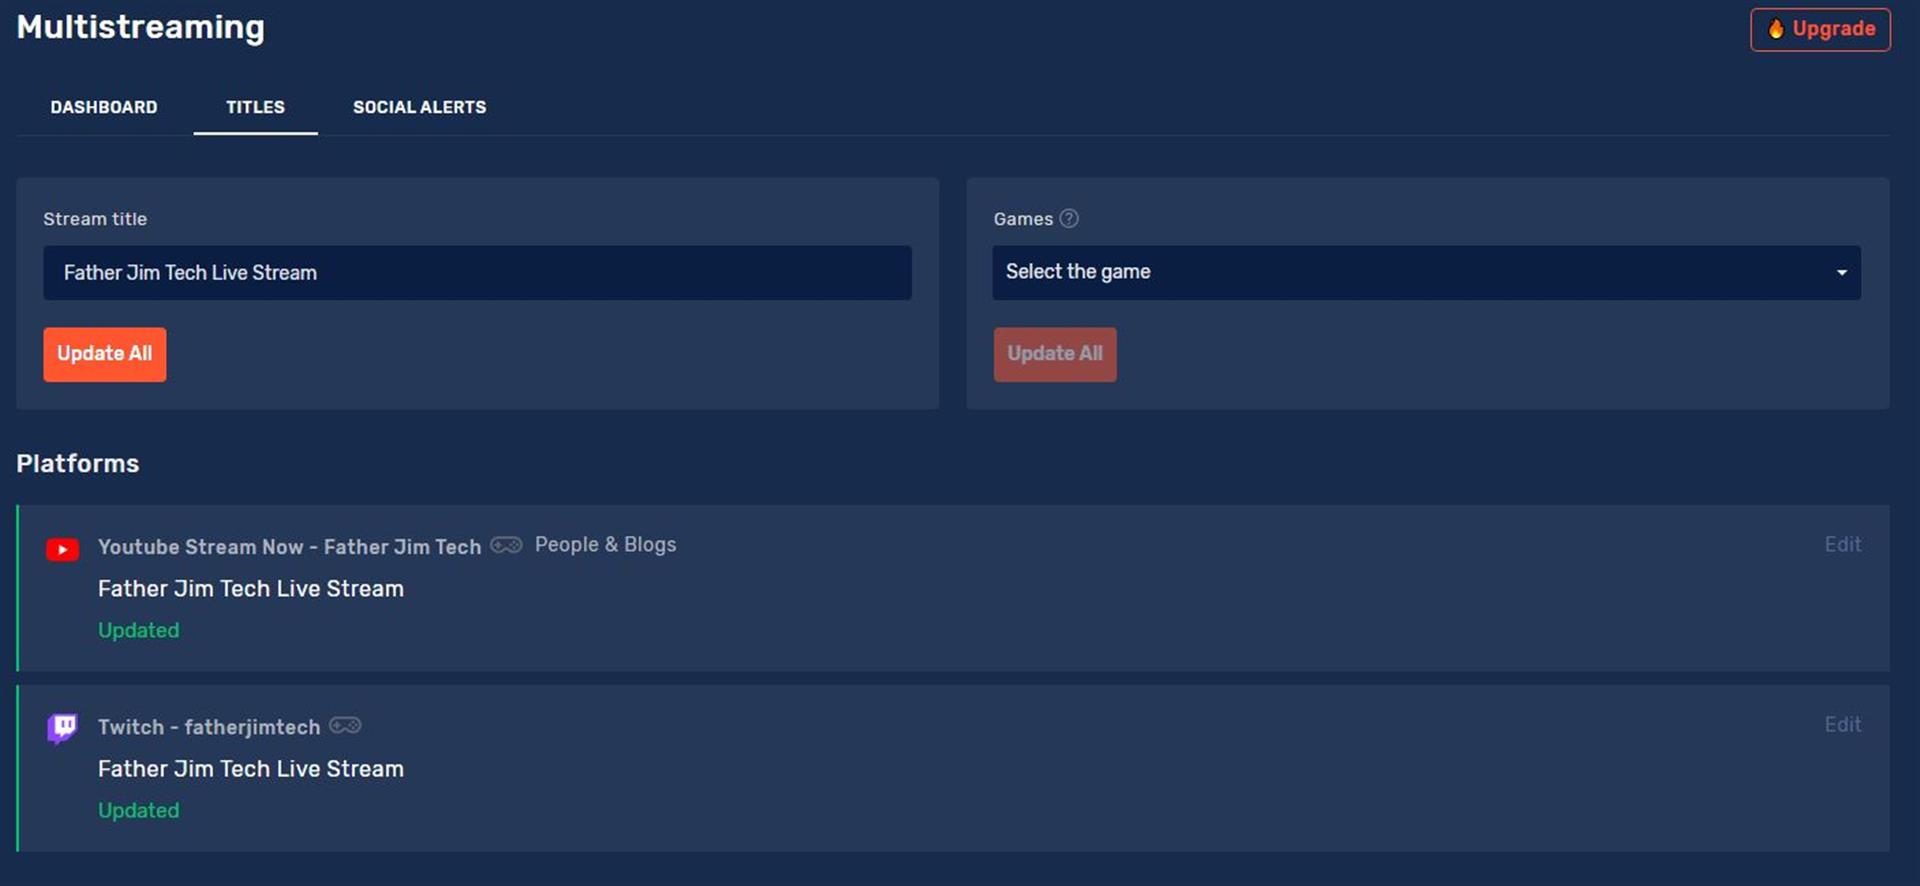 Multistreaming
Upgrade
DASHBOARD TITLES SOCIAL ALERTS
Stream title
Father Jim Tech Live Stream
Update All
Games
Select the game
Update All
Platforms
Youtube Stream Now - Father Jim Tech People & Blogs
Edit
Father Jim Tech Live Stream
Updated
Twitch - fatherjimtech
Edit
Father Jim Tech Live Stream
Updated